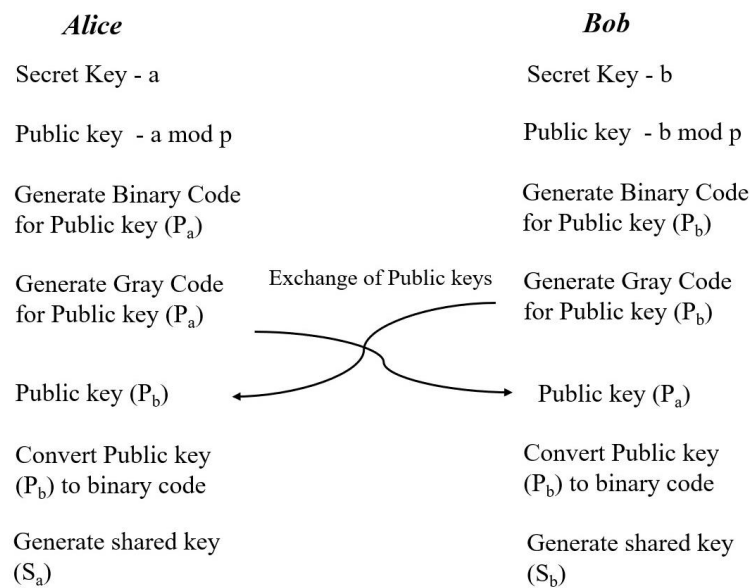 Alice
Bob
Secret Key - a
Secret Key - b
Public key - a mod p
Public key - b mod p
Generate Binary Code
for Public key (Pa)
Generate Binary Code
for Public key (Pb)
Generate Gray Code
for Public key (Pa)
Exchange of Public keys
Generate Gray Code
for Public key (Pb)
Public key (Pb)
Public key (Pa)
Convert Public key
(Pb) to binary code
Convert Public key
(Pb) to binary code
Generate shared key
(Sa)
Generate shared key
(Sb)